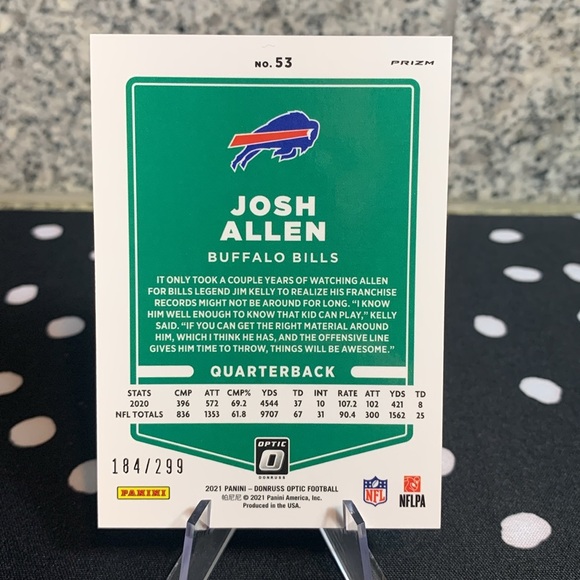 NO. 53
PRIZM
JOSH
ALLEN
BUFFALO BILLS
IT ONLY TOOK A COUPLE YEARS OF WATCHING ALLEN
FOR BILLS LEGEND JIM KELLY TO REALIZE HIS FRANCHISE
RECORDS MIGHT NOT BE AROUND FOR LONG. “I KNOW
HIM WELL ENOUGH TO KNOW THAT KID CAN PLAY,” KELLY
SAID. “IF YOU CAN GET THE RIGHT MATERIAL AROUND
HIM, WHICH I THINK HE HAS, AND THE OFFENSIVE LINE
GIVES HIM TIME TO THROW, THINGS WILL BE AWESOME.”
QUARTERBACK
STATS CMP ATT CMP% YDS TD INT RATE ATT YDS TD
2020 396 572 69.2 4544 37 10 107.2 102 421 8
NFL TOTALS 836 1353 61.8 9707 67 31 90.4 300 1562 25
OPTIC
DONRUSS
184/299
PANINI
2021 PANINI – DONRUSS OPTIC FOOTBALL
帕尼尼 © 2021 Panini America, Inc.
Produced in the USA.
NFL
NFLPA